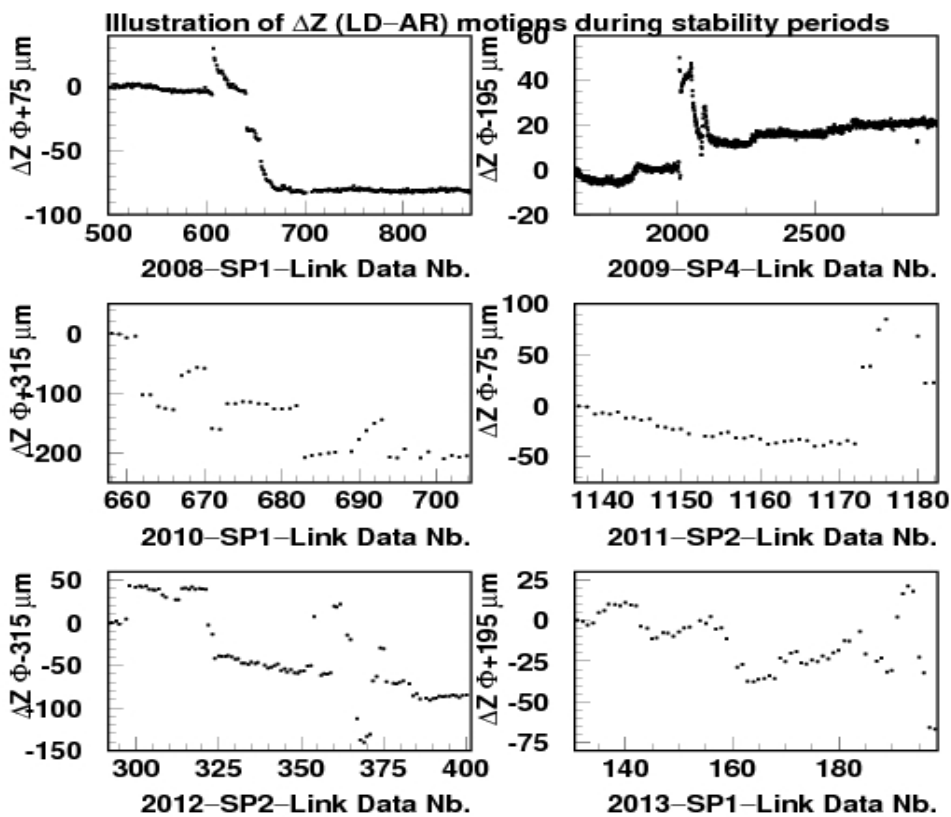 Illustration of ΔZ (LD−AR) motions during stability periods
ΔZ Φ+75 μm
0
-50
-100
500 600 700 800
2008−SP1−Link Data Nb.
ΔZ Φ-195 μm
60
40
20
0
-20
2000 2500
2009−SP4−Link Data Nb.
ΔZ Φ+315 μm
0
-100
-200
660 670 680 690 700
2010−SP1−Link Data Nb.
ΔZ Φ-75 μm
100
50
0
-50
1140 1150 1160 1170 1180
2011−SP2−Link Data Nb.
ΔZ Φ-315 μm
50
0
-50
-100
-150
300 325 350 375 400
2012−SP2−Link Data Nb.
ΔZ Φ+195 μm
25
0
-25
-50
-75
140 160 180
2013−SP1−Link Data Nb.